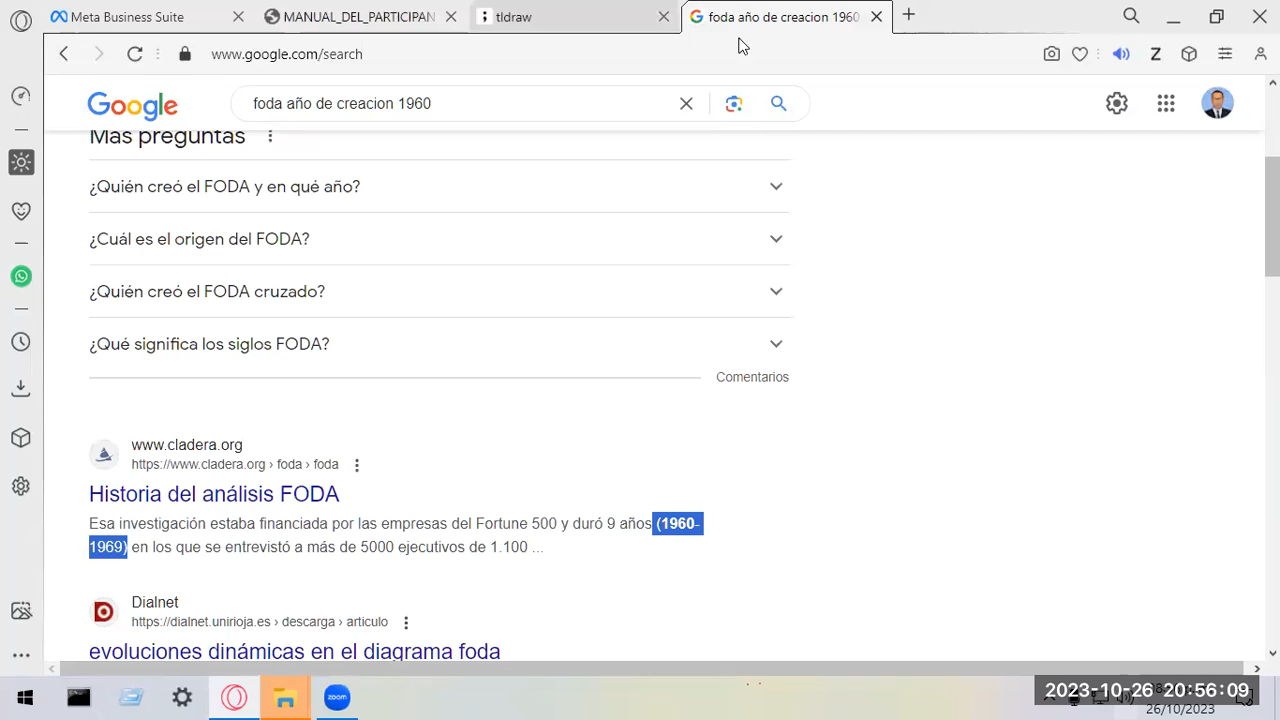 Meta Business Suite
MANUAL_DEL_PARTICIPAN
tldraw
foda año de creacion 1960
www.google.com/search
Z
Google
foda año de creacion 1960
Más preguntas
¿Quién creó el FODA y en qué año?
¿Cuál es el origen del FODA?
¿Quién creó el FODA cruzado?
¿Qué significa los siglos FODA?
Comentarios
www.cladera.org
https://www.cladera.org › foda › foda
Historia del análisis FODA
Esa investigación estaba financiada por las empresas del Fortune 500 y duró 9 años (1960-
1969) en los que se entrevistó a más de 5000 ejecutivos de 1.100 ...
Dialnet
https://dialnet.unirioja.es › descarga › articulo
evoluciones dinámicas en el diagrama foda
zoom
2023-10-26 20:56:09
26/10/2023